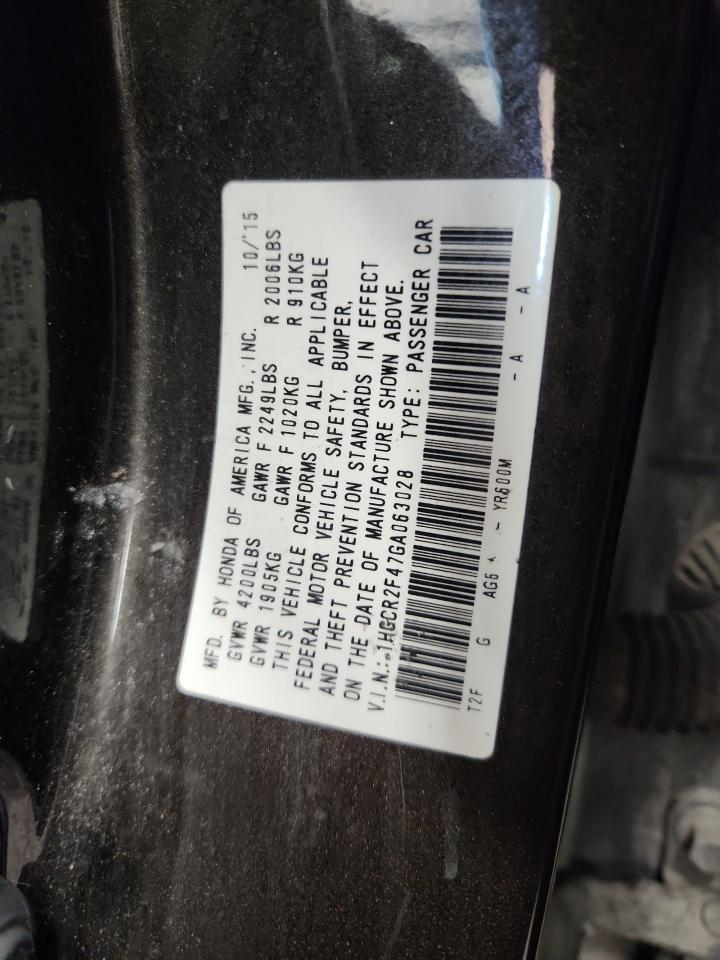 MFD. BY HONDA OF AMERICA MFG., INC. 10/'15
GVWR 4200LBS GAWR F 2249LBS R 2006LBS
GVWR 1905KG GAWR F 1020KG R 910KG
THIS VEHICLE CONFORMS TO ALL APPLICABLE
FEDERAL MOTOR VEHICLE SAFETY, BUMPER,
AND THEFT PREVENTION STANDARDS IN EFFECT
ON THE DATE OF MANUFACTURE SHOWN ABOVE.
V.I.N.: 1HGCR2F47GA063028 TYPE: PASSENGER CAR
T2F G AG6 - YR600M - A - A